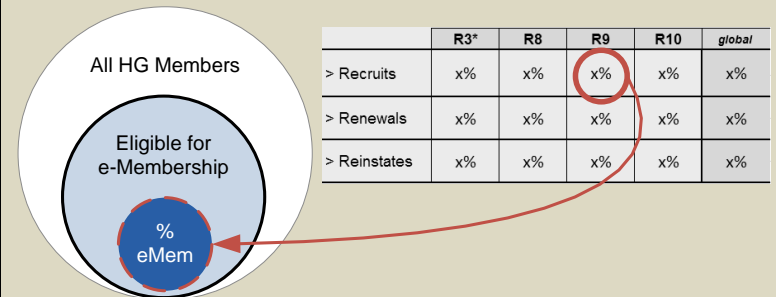 All HG Members
Eligible for
e-Membership
%
eMem
R3* R8 R9 R10 global
> Recruits x% x% x% x% x%
> Renewals x% x% x% x% x%
> Reinstates x% x% x% x% x%